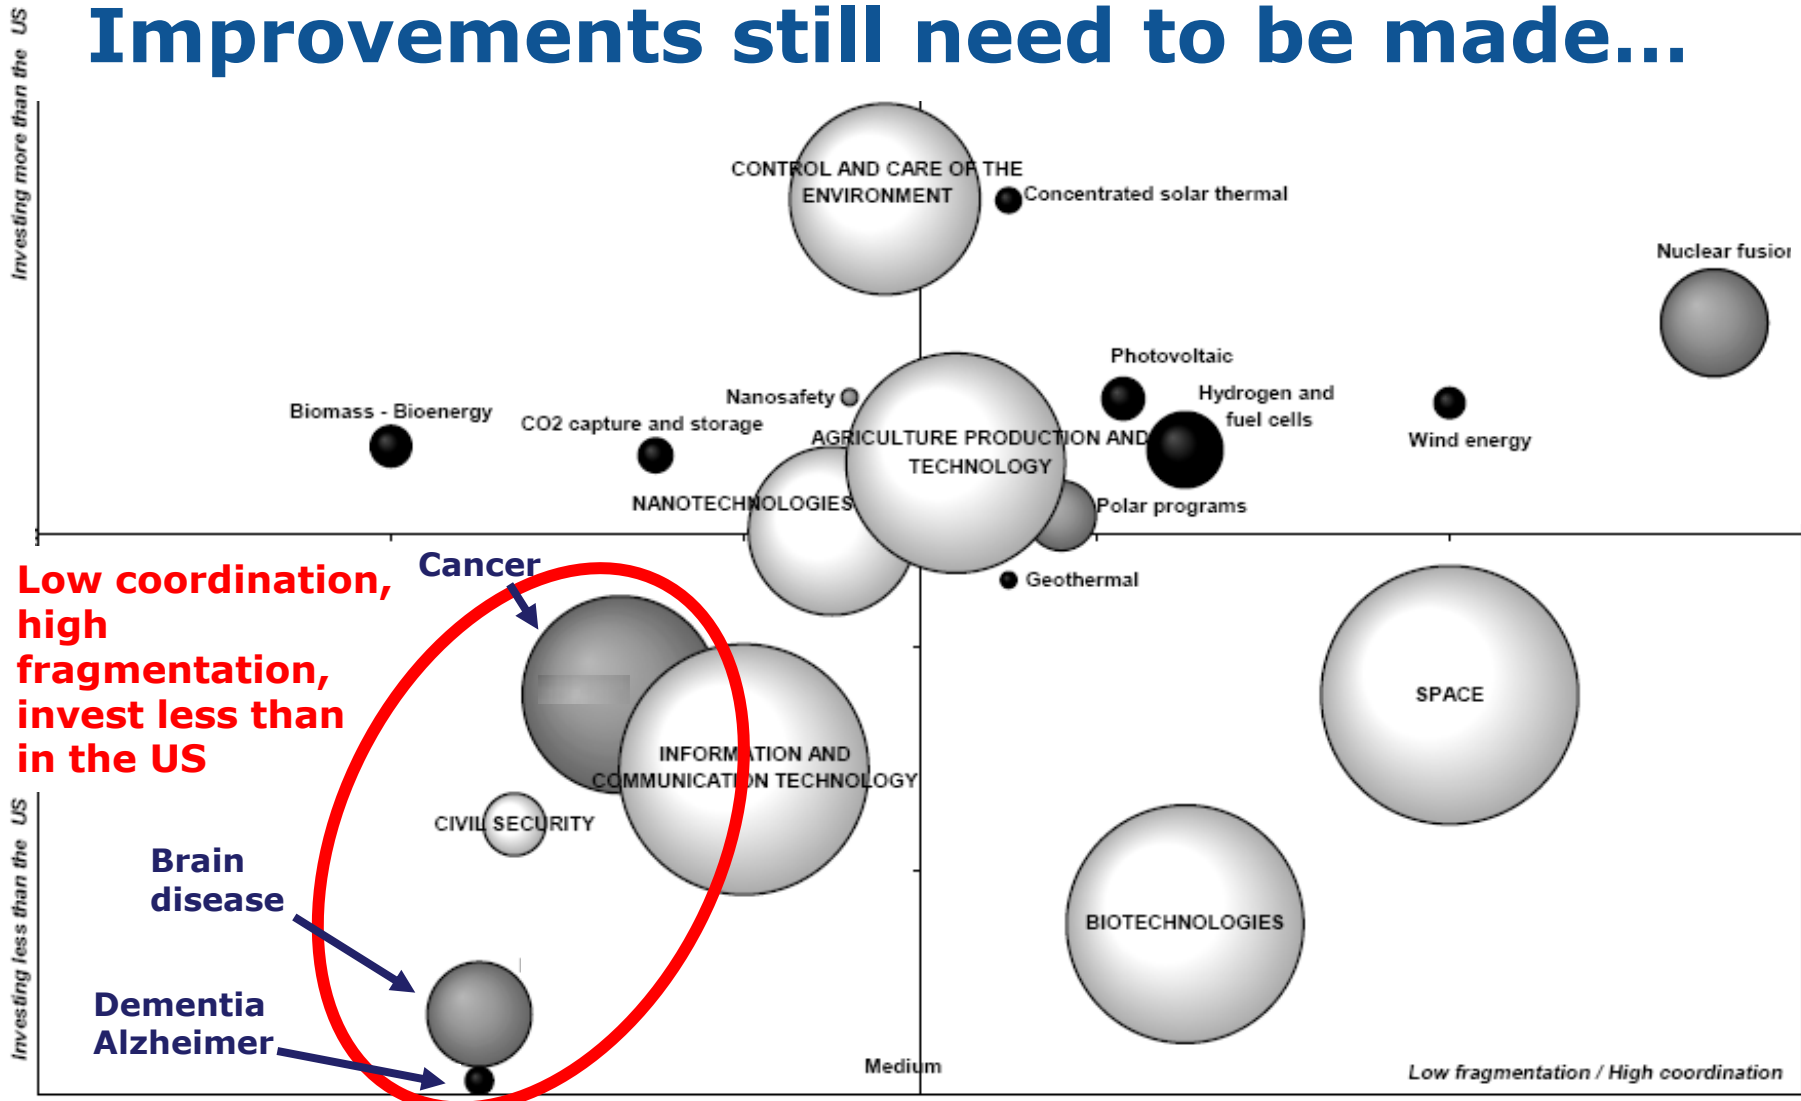 Improvements still need to be made...
Investing more than the US
CONTROL AND CARE OF THE
ENVIRONMENT
Concentrated solar thermal
Nuclear fusion
Photovoltaic
Hydrogen and
fuel cells
Wind energy
Nanosafety
Biomass - Bioenergy
CO2 capture and storage
AGRICULTURE PRODUCTION AND
TECHNOLOGY
NANOTECHNOLOGIES
Polar programs
Geothermal
Cancer
Low coordination,
high
fragmentation,
invest less than
in the US
SPACE
INFORMATION AND
COMMUNICATION TECHNOLOGY
CIVIL SECURITY
Brain
disease
BIOTECHNOLOGIES
Dementia
Alzheimer
Investing less than the US
Medium
Low fragmentation / High coordination